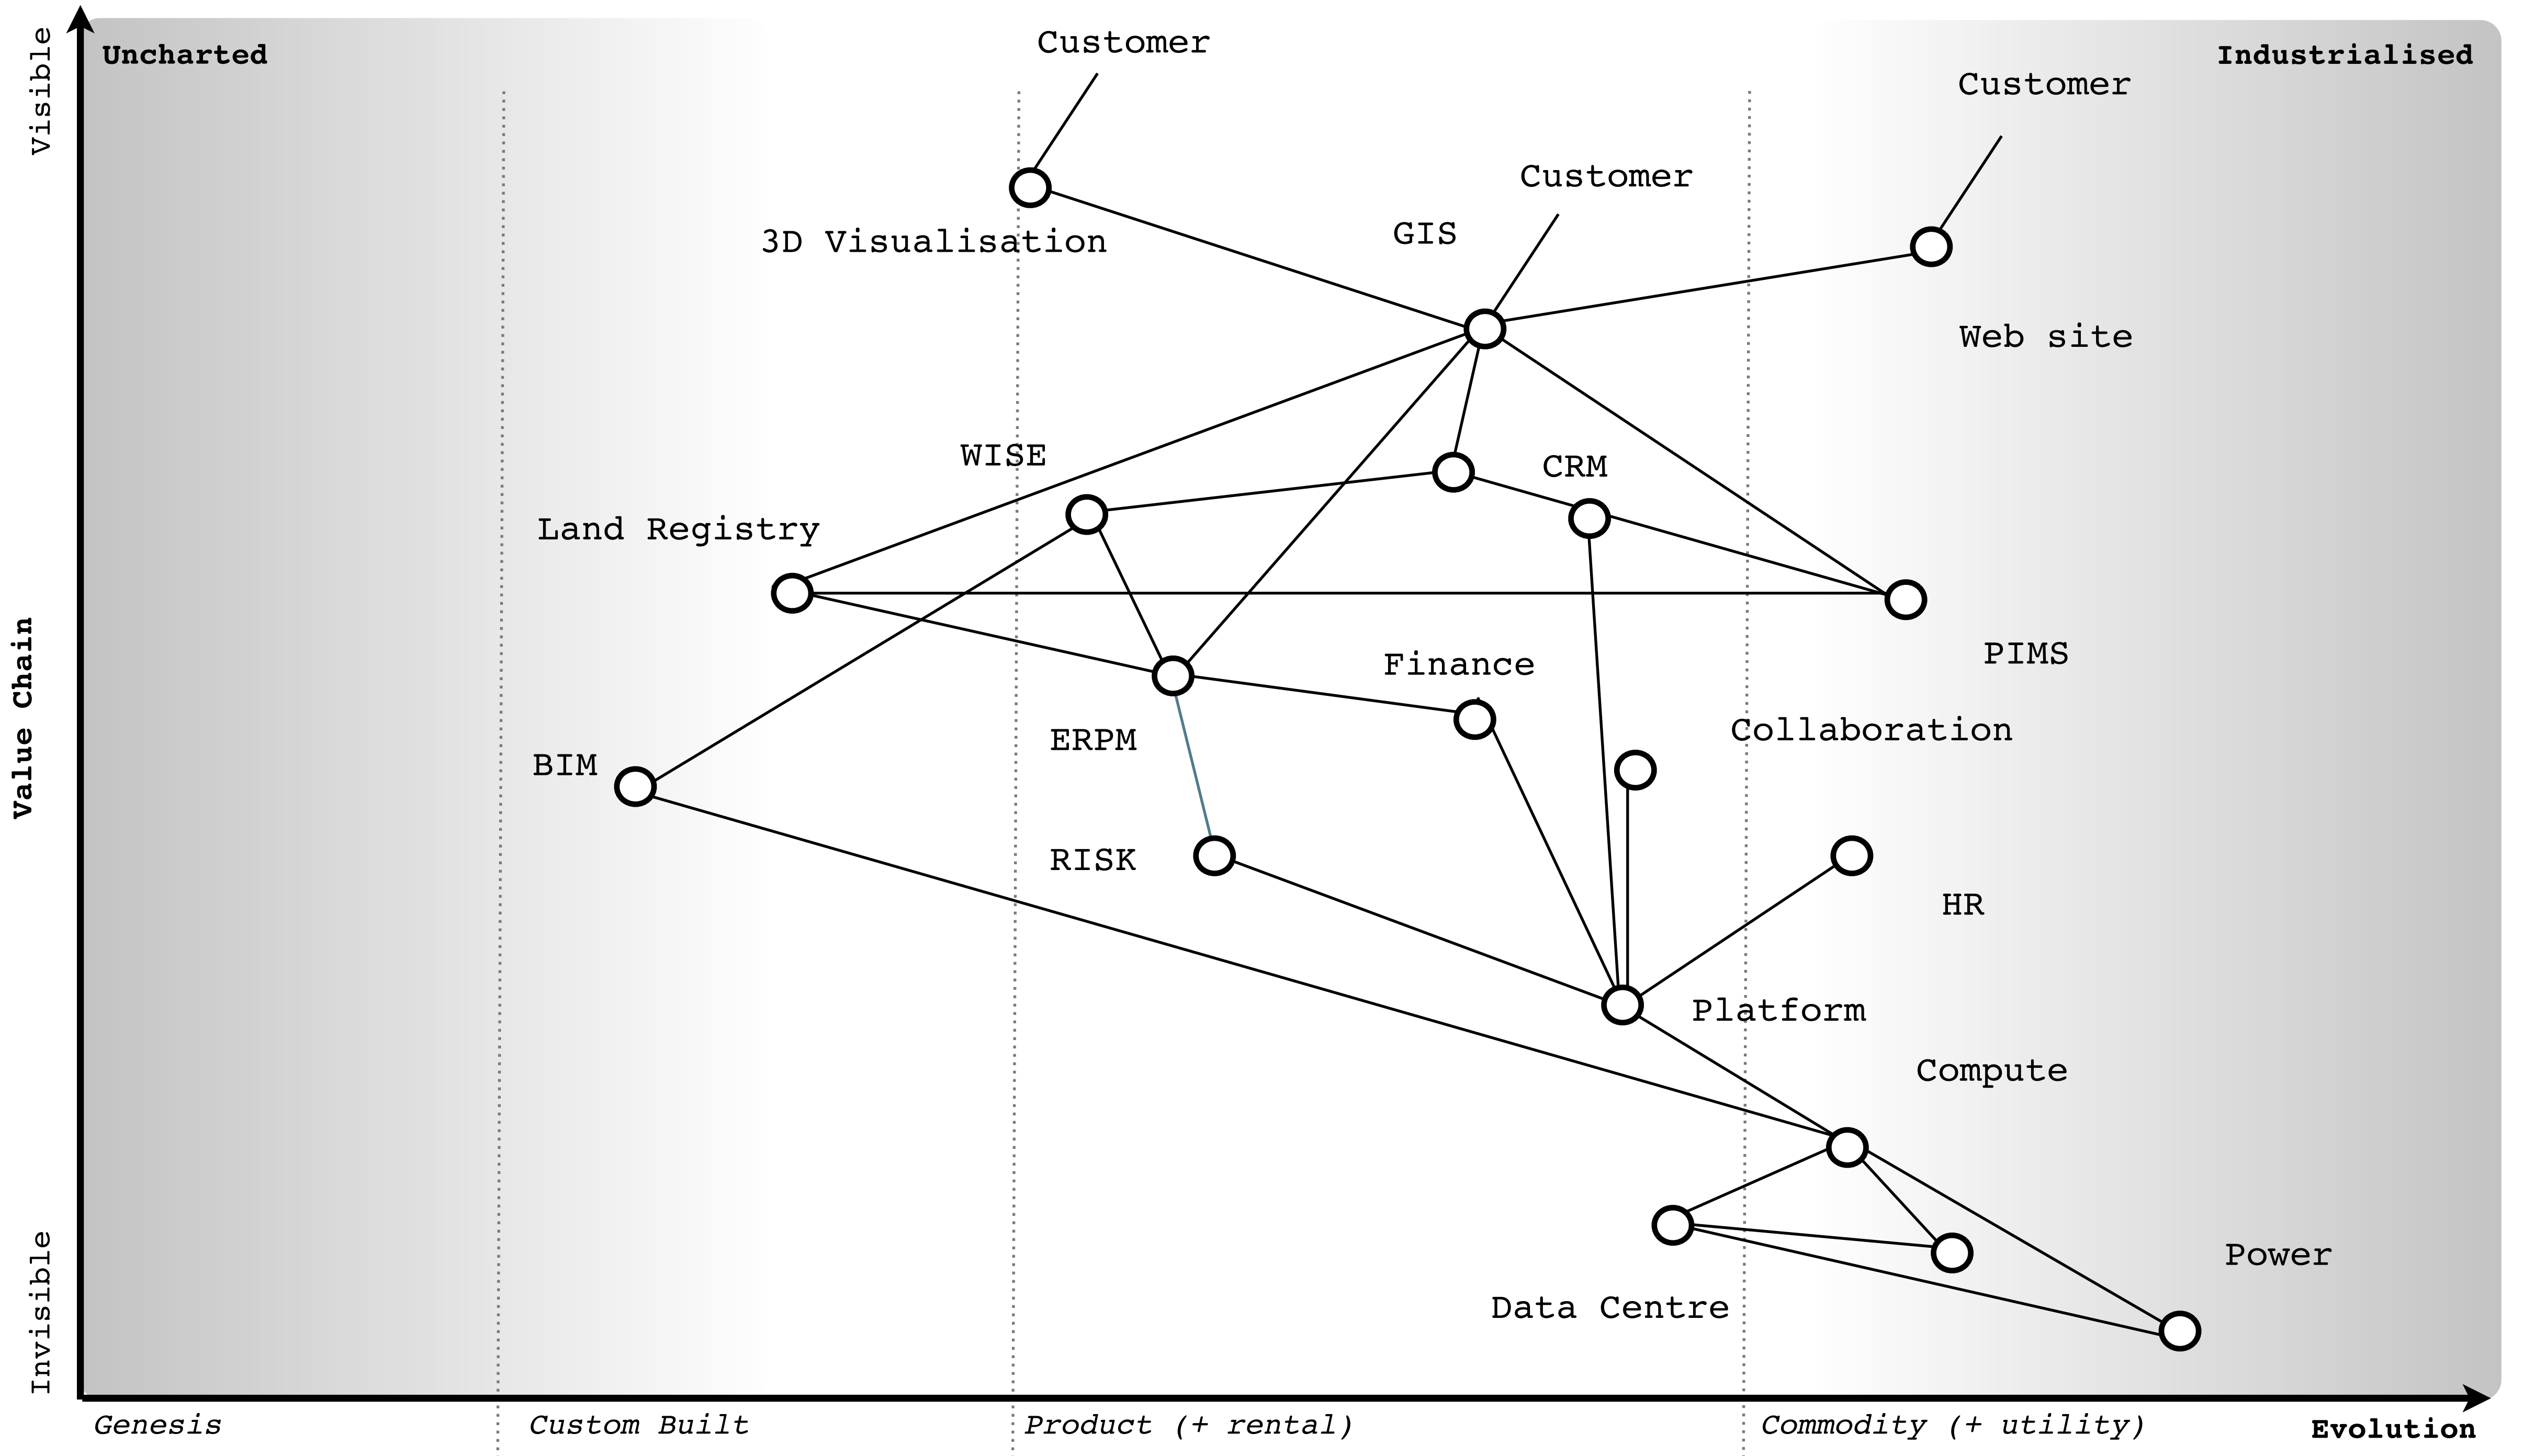 Visible
Uncharted
Customer
Industrialised
Customer
Customer
GIS
3D Visualisation
Web site
WISE
CRM
Land Registry
PIMS
Finance
Value Chain
Collaboration
ERPM
BIM
RISK
HR
Platform
Compute
Power
Data Centre
Invisible
Genesis
Custom Built
Product (+ rental)
Commodity (+ utility)
Evolution